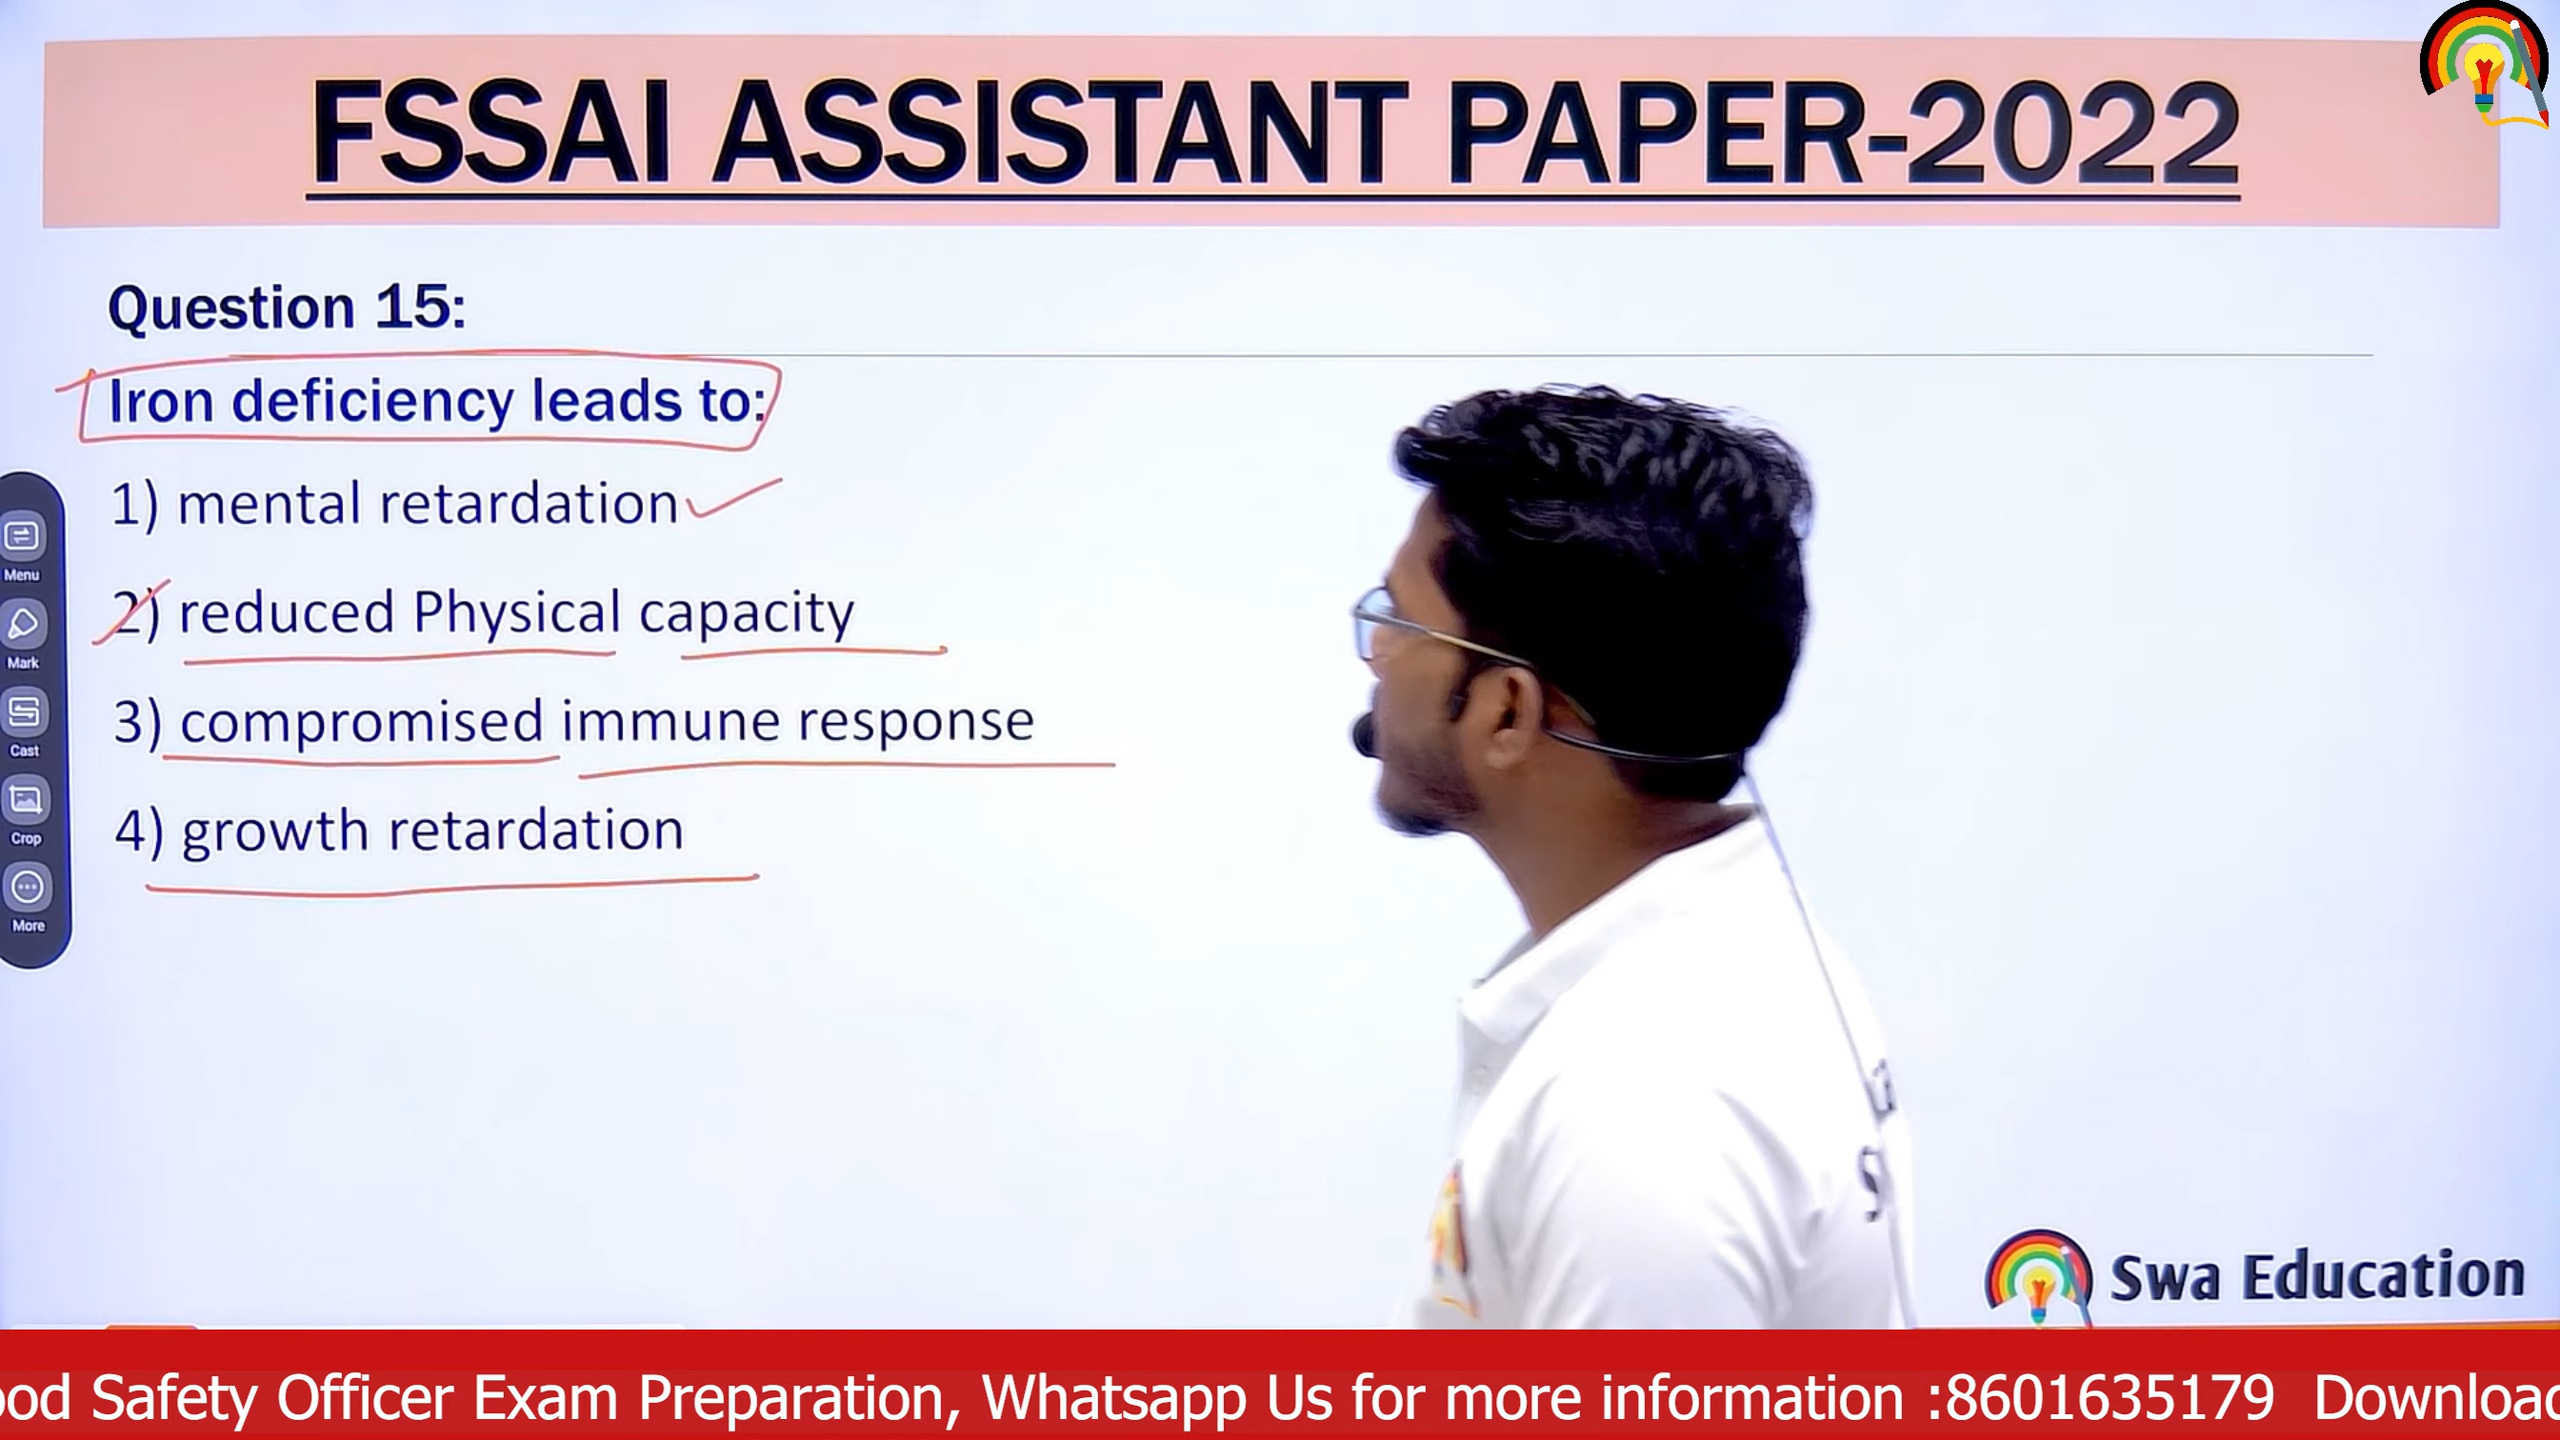 FSSAI ASSISTANT PAPER-2022
Question 15:
Iron deficiency leads to:
1) mental retardation
2) reduced Physical capacity
3) compromised immune response
4) growth retardation
Menu
Mark
Cast
Crop
More
Swa Education
ood Safety Officer Exam Preparation, Whatsapp Us for more information :8601635179 Download